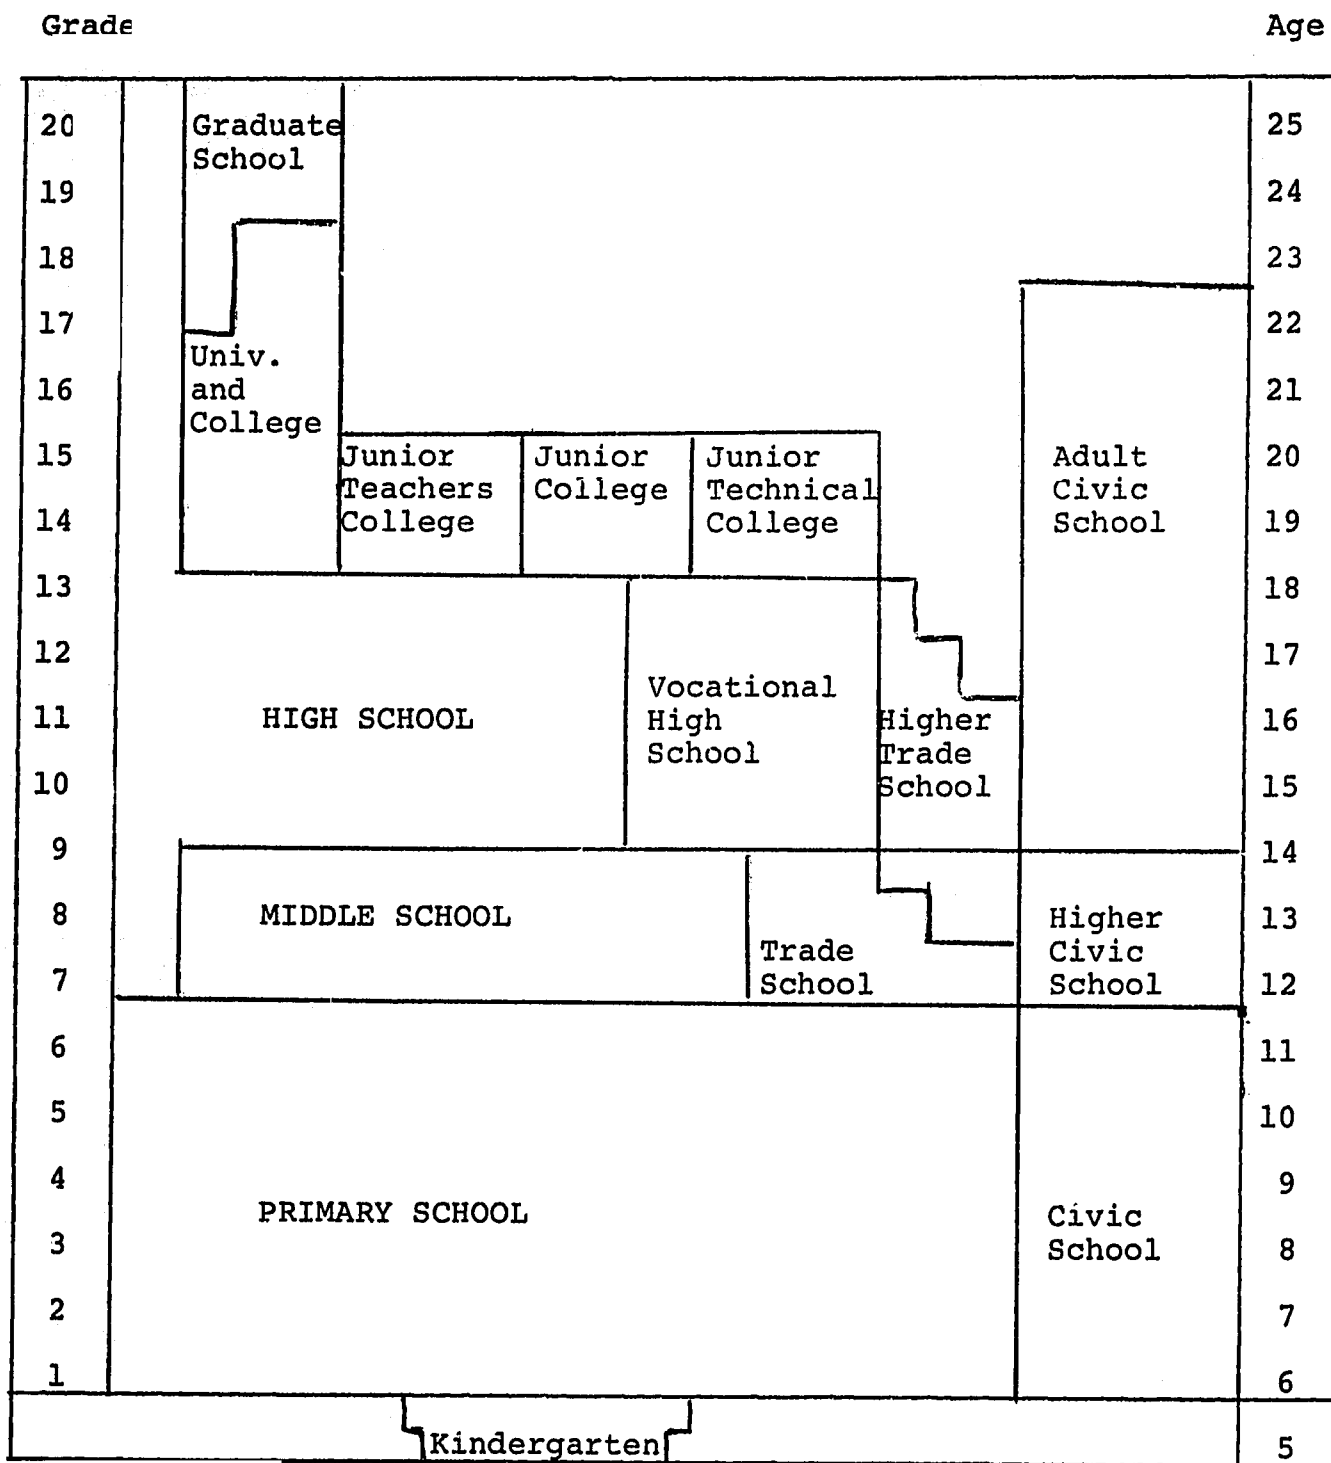 Grade Age
20 Graduate 25
School
19 24
18 23
17 22
Univ.
16 and 21
College
15 Junior Junior Junior Adult 20
Teachers College Technical Civic
14 College College School 19
13 18
12 17
Vocational
11 HIGH SCHOOL High Higher 16
School Trade
10 School 15
9 14
8 MIDDLE SCHOOL Higher 13
Trade Civic
7 School School 12
6 11
5 10
4 9
PRIMARY SCHOOL Civic
3 School 8
2 7
1 6
Kindergarten 5